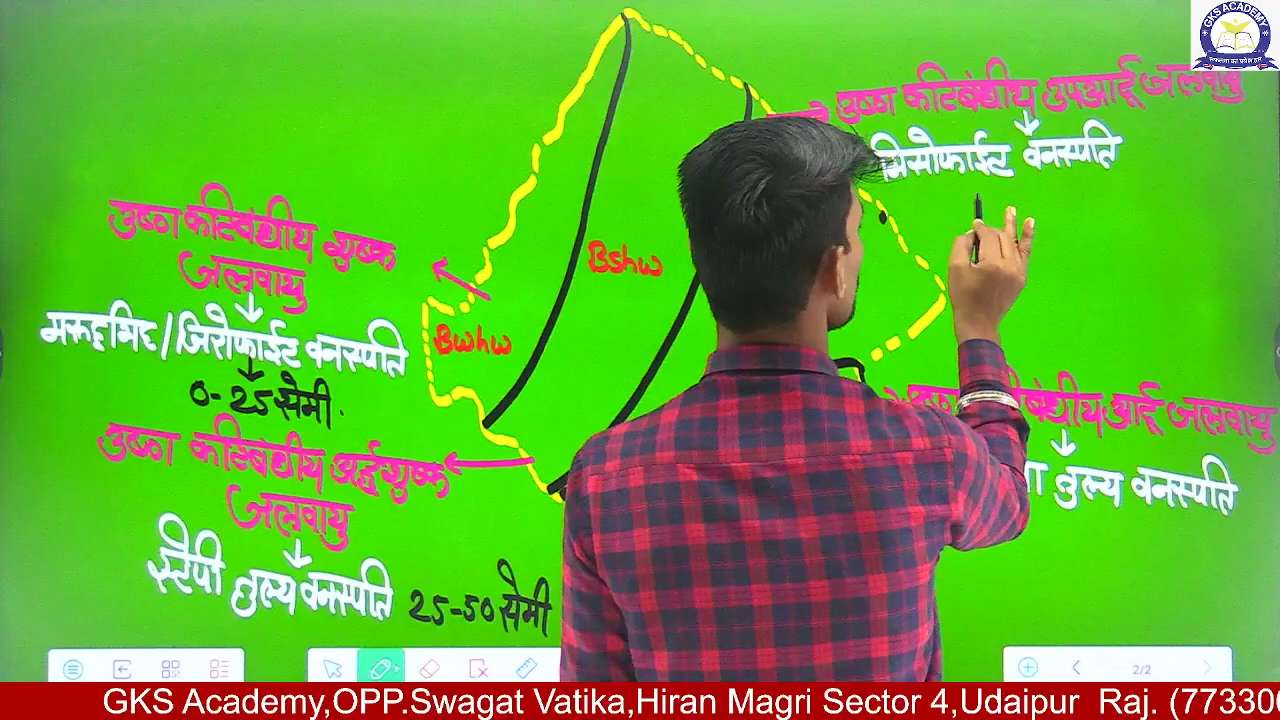 GKS ACADEMY
उष्ण कटिबंधीय उपआर्द्र जलवायु
मिसोफाईट वनस्पति
उष्ण कटिबंधीय शुष्क
जलवायु
मरूद्भिद/जिरोफाईट वनस्पति
0-25 सेमी.
Bshw
Bwhw
उष्ण कटिबंधीय अर्द्धशुष्क
जलवायु
स्टेपी तुल्य वनस्पति 25-50 सेमी
आर्द्र जलवायु
तुल्य वनस्पति
2/2
GKS Academy,OPP.Swagat Vatika,Hiran Magri Sector 4,Udaipur Raj. (77330